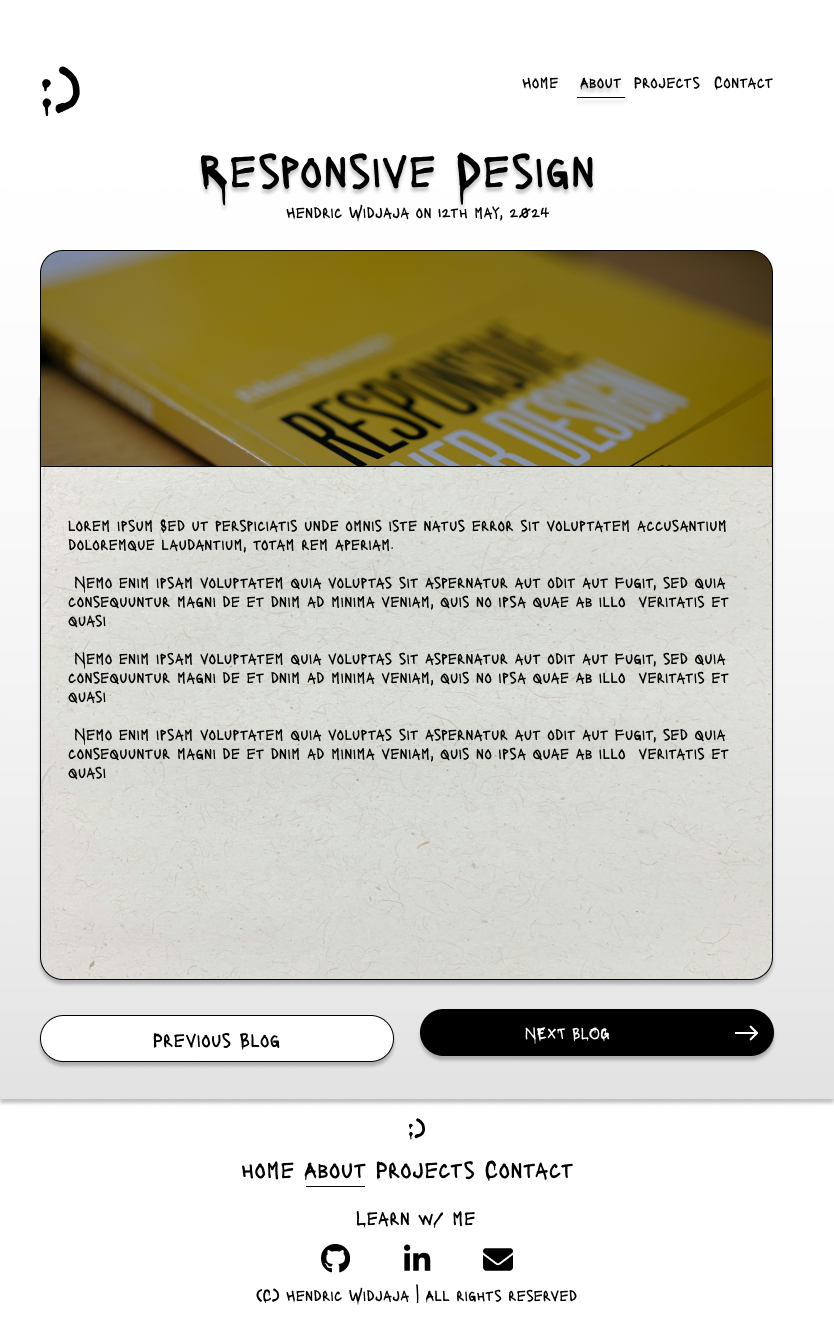 Home About Projects Contact
Responsive Design
Hendric Widjaja on 12th May, 2024
RESPONSIVE
DESIGN
Lorem ipsum Sed ut perspiciatis unde omnis iste natus error sit voluptatem accusantium
doloremque laudantium, totam rem aperiam.
Nemo enim ipsam voluptatem quia voluptas sit aspernatur aut odit aut Fugit, sed quia
consequuntur magni de et dnim ad minima veniam, quis no ipsa quae ab illo veritatis et
quasi
Nemo enim ipsam voluptatem quia voluptas sit aspernatur aut odit aut Fugit, sed quia
consequuntur magni de et dnim ad minima veniam, quis no ipsa quae ab illo veritatis et
quasi
Nemo enim ipsam voluptatem quia voluptas sit aspernatur aut odit aut Fugit, sed quia
consequuntur magni de et dnim ad minima veniam, quis no ipsa quae ab illo veritatis et
quasi
Previous Blog
Next Blog
Home About Projects Contact
Learn w/ me
in
(C) Hendric Widjaja | All rights reserved